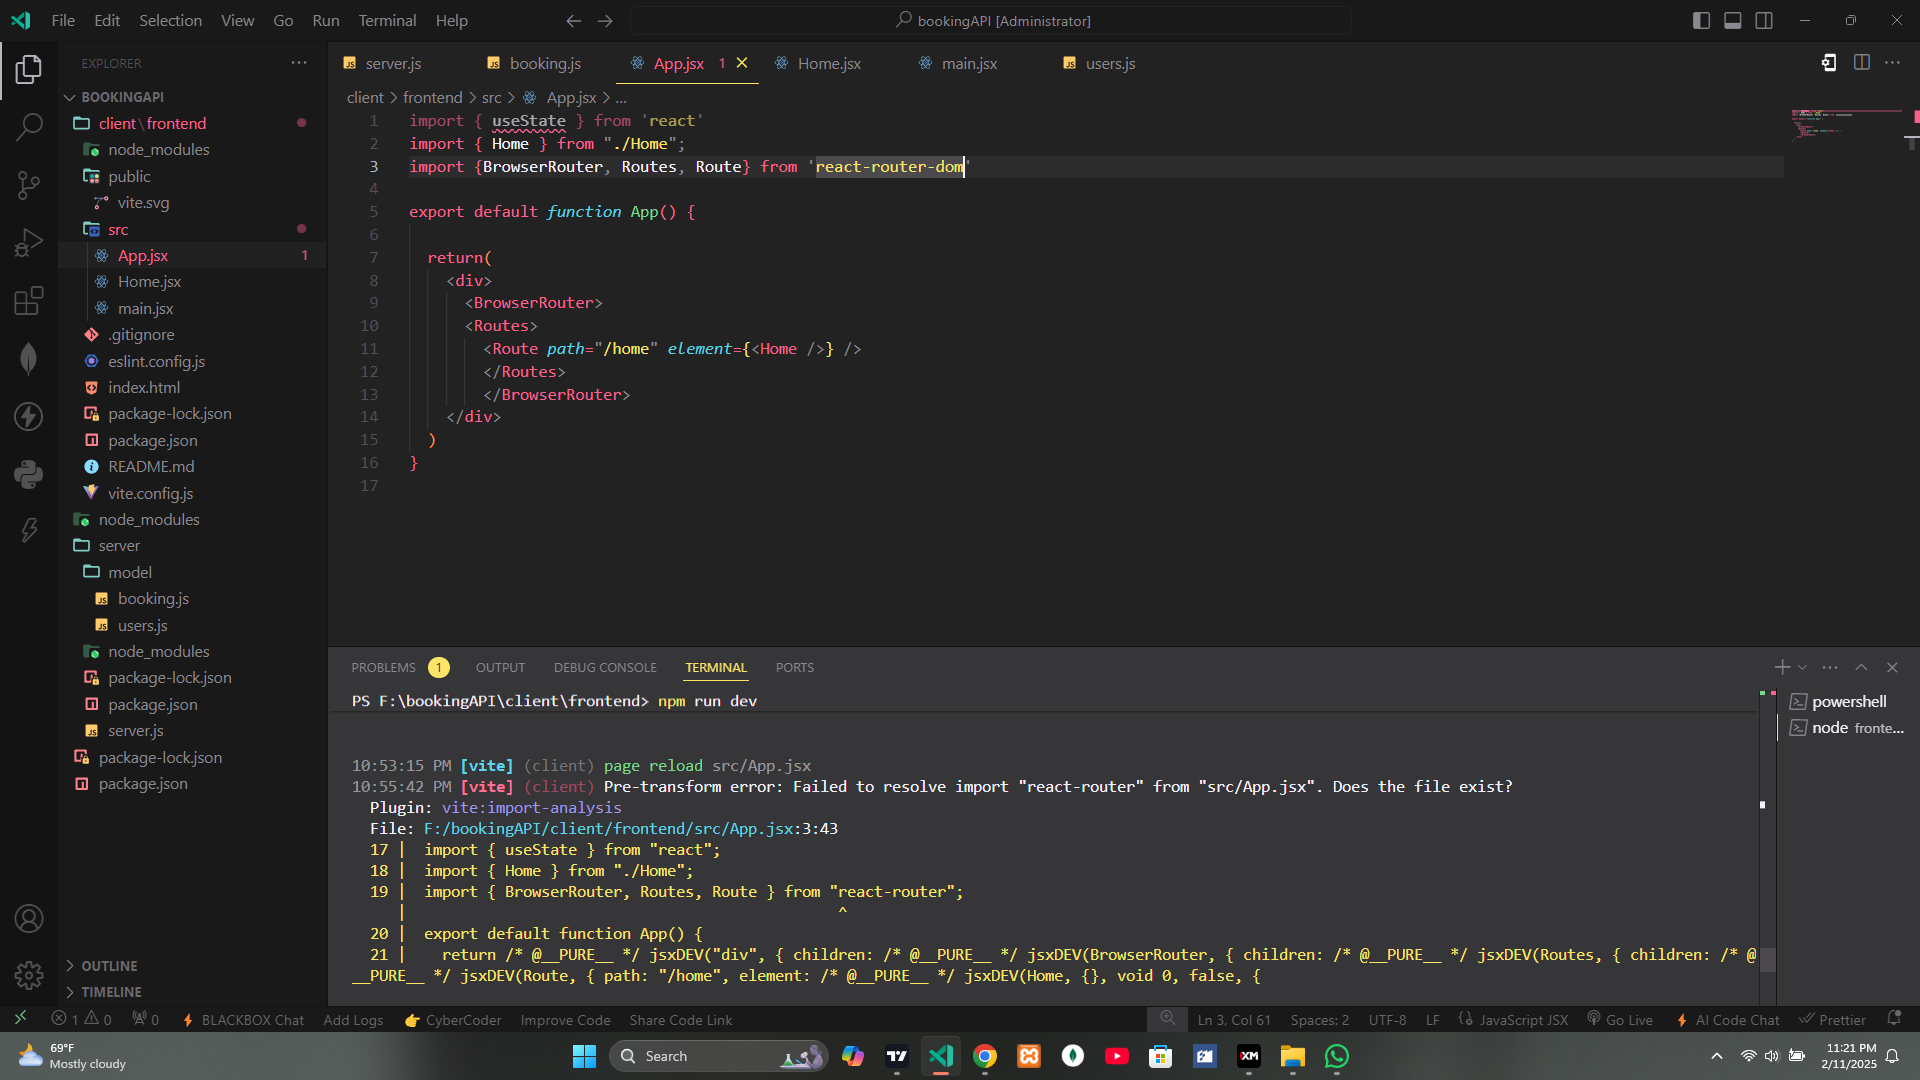 File Edit Selection View Go Run Terminal Help
bookingAPI [Administrator]
EXPLORER
BOOKINGAPI
client\frontend
node_modules
public
vite.svg
src
App.jsx 1
Home.jsx
main.jsx
.gitignore
eslint.config.js
index.html
package-lock.json
package.json
README.md
vite.config.js
node_modules
server
model
booking.js
users.js
node_modules
package-lock.json
package.json
server.js
package-lock.json
package.json
OUTLINE
TIMELINE
server.js booking.js App.jsx 1 Home.jsx main.jsx users.js
client > frontend > src > App.jsx > ...
1 import { useState } from 'react'
2 import { Home } from "./Home";
3 import {BrowserRouter, Routes, Route} from 'react-router-dom'
4
5 export default function App() {
6
7 return(
8 <div>
9 <BrowserRouter>
10 <Routes>
11 <Route path="/home" element={<Home />} />
12 </Routes>
13 </BrowserRouter>
14 </div>
15 )
16 }
17
PROBLEMS 1 OUTPUT DEBUG CONSOLE TERMINAL PORTS
PS F:\bookingAPI\client\frontend> npm run dev
10:53:15 PM [vite] (client) page reload src/App.jsx
10:55:42 PM [vite] (client) Pre-transform error: Failed to resolve import "react-router" from "src/App.jsx". Does the file exist?
Plugin: vite:import-analysis
File: F:/bookingAPI/client/frontend/src/App.jsx:3:43
17 | import { useState } from "react";
18 | import { Home } from "./Home";
19 | import { BrowserRouter, Routes, Route } from "react-router";
| ^
20 | export default function App() {
21 | return /* @__PURE__ */ jsxDEV("div", { children: /* @__PURE__ */ jsxDEV(BrowserRouter, { children: /* @__PURE__ */ jsxDEV(Routes, { children: /* @
__PURE__ */ jsxDEV(Route, { path: "/home", element: /* @__PURE__ */ jsxDEV(Home, {}, void 0, false, {
powershell
node fronte...
1 0 0 BLACKBOX Chat Add Logs CyberCoder Improve Code Share Code Link Ln 3, Col 61 Spaces: 2 UTF-8 LF JavaScript JSX Go Live AI Code Chat Prettier
69°F
Mostly cloudy
Search
11:21 PM
2/11/2025